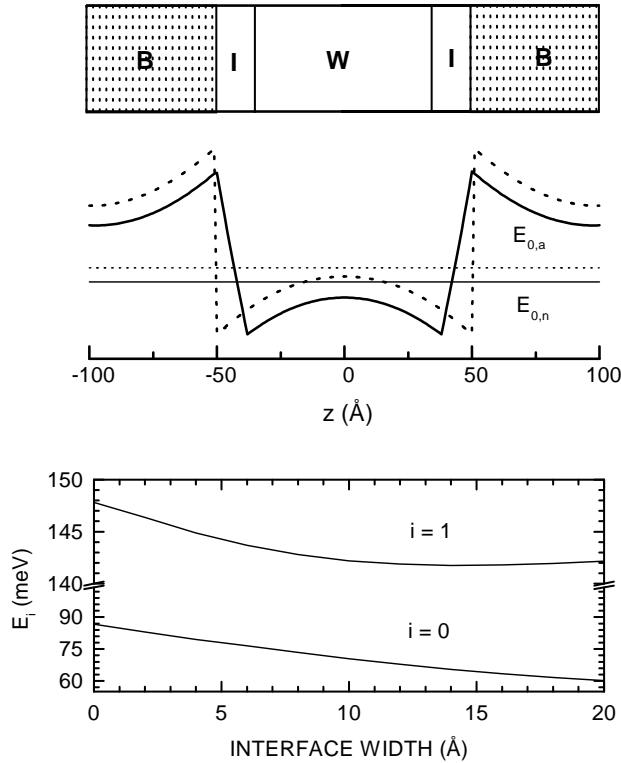 B I W I B
E0,a
E0,n
-100 -50 0 50 100
z (Å)
150
145
140
90
75
60
E_i (meV)
i = 1
i = 0
0 5 10 15 20
INTERFACE WIDTH (Å)